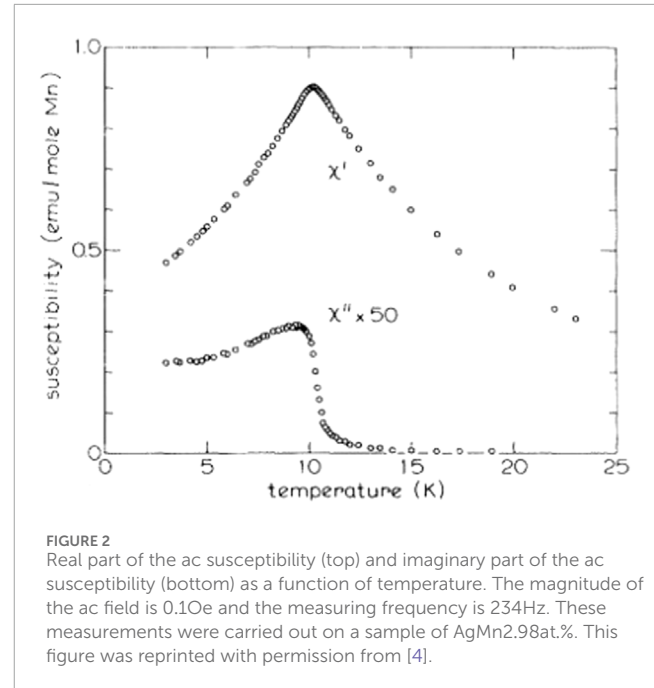 susceptibility (emu/mole Mn)
1.0
0.5
0
χ'
χ" × 50
0 5 10 15 20 25
temperature (K)
FIGURE 2
Real part of the ac susceptibility (top) and imaginary part of the ac
susceptibility (bottom) as a function of temperature. The magnitude of
the ac field is 0.1Oe and the measuring frequency is 234Hz. These
measurements were carried out on a sample of AgMn2.98at.%. This
figure was reprinted with permission from [4].